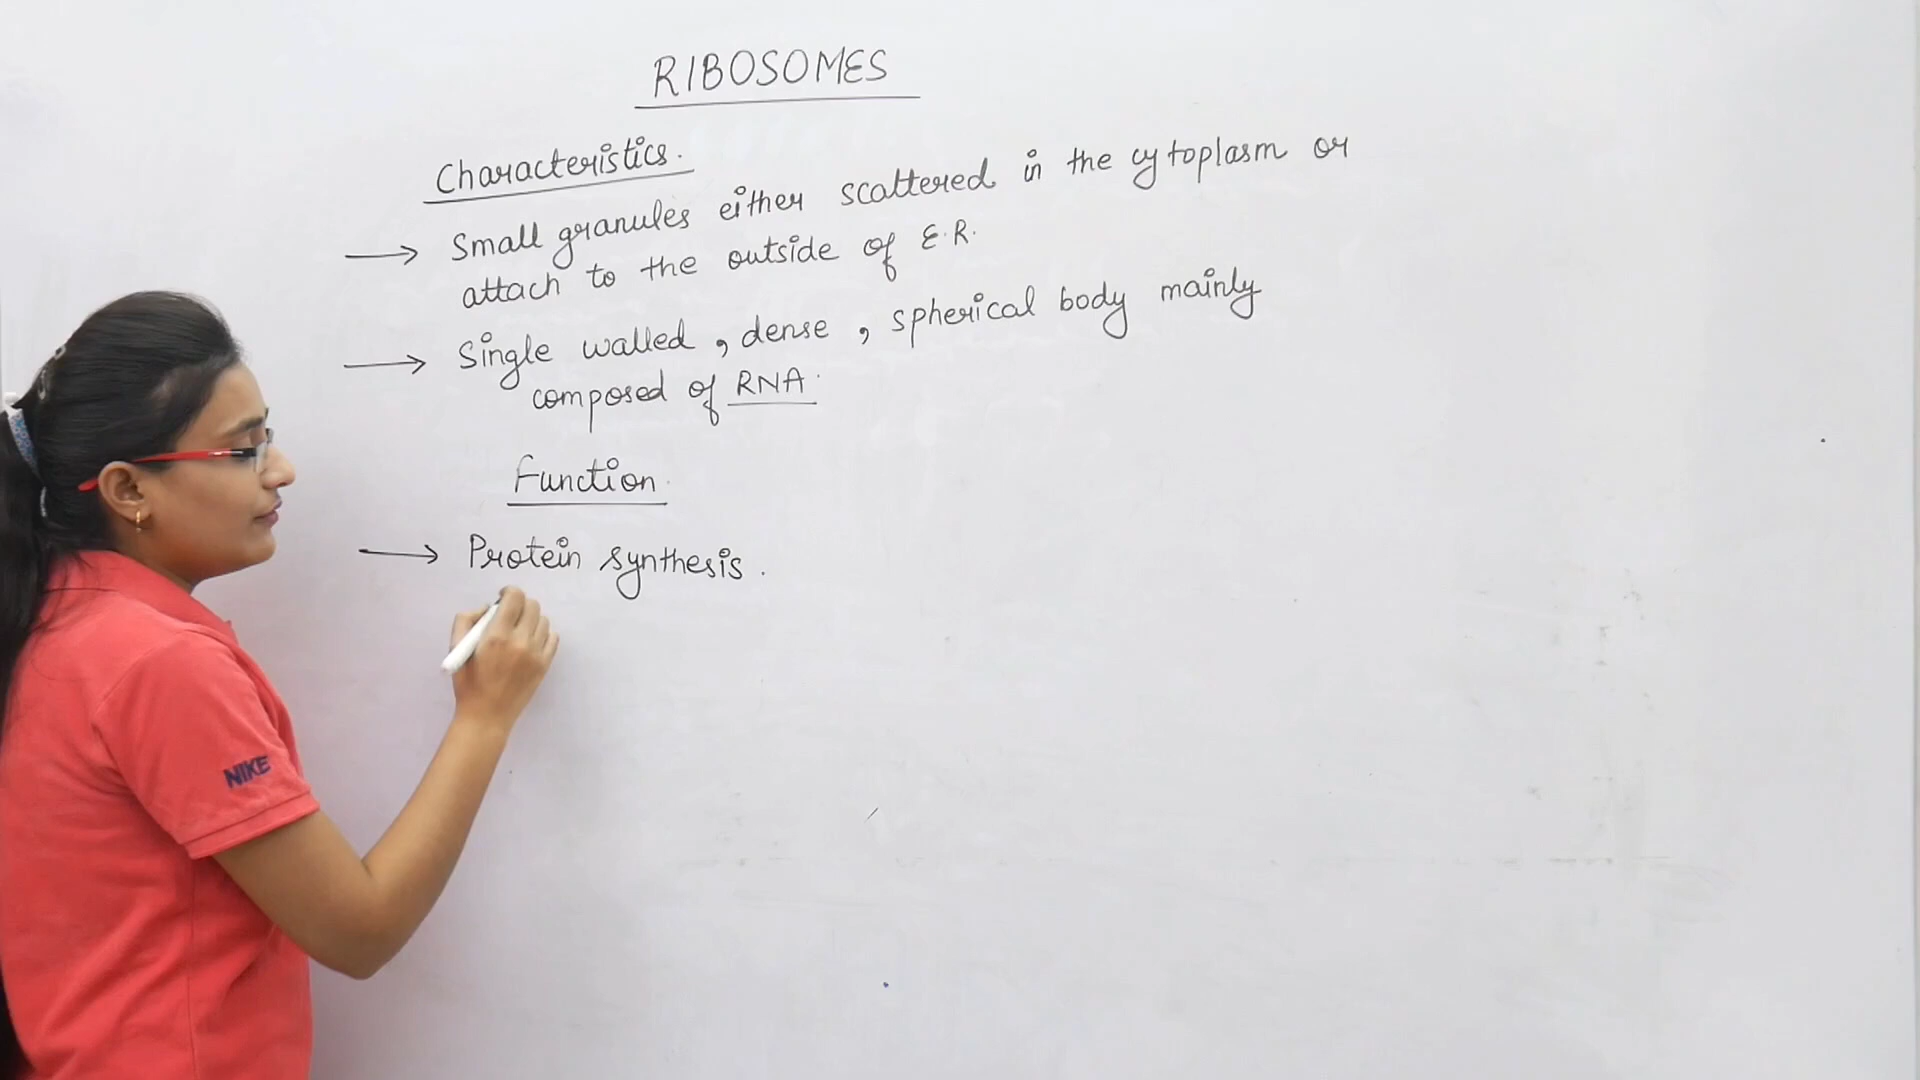 RIBOSOMES
Characteristics.
→ Small granules either scattered in the cytoplasm or
attach to the outside of E.R.
→ Single walled, dense, spherical body mainly
composed of RNA.
Function.
→ Protein synthesis.
NIKE